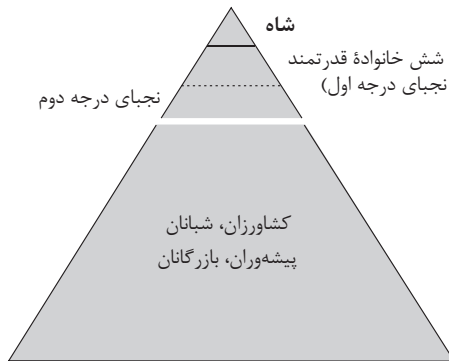 شاه
شش خانوادهٔ قدرتمند
نجبای درجه اول)
نجبای درجه دوم
کشاورزان، شبانان
پیشه‌وران، بازرگانان